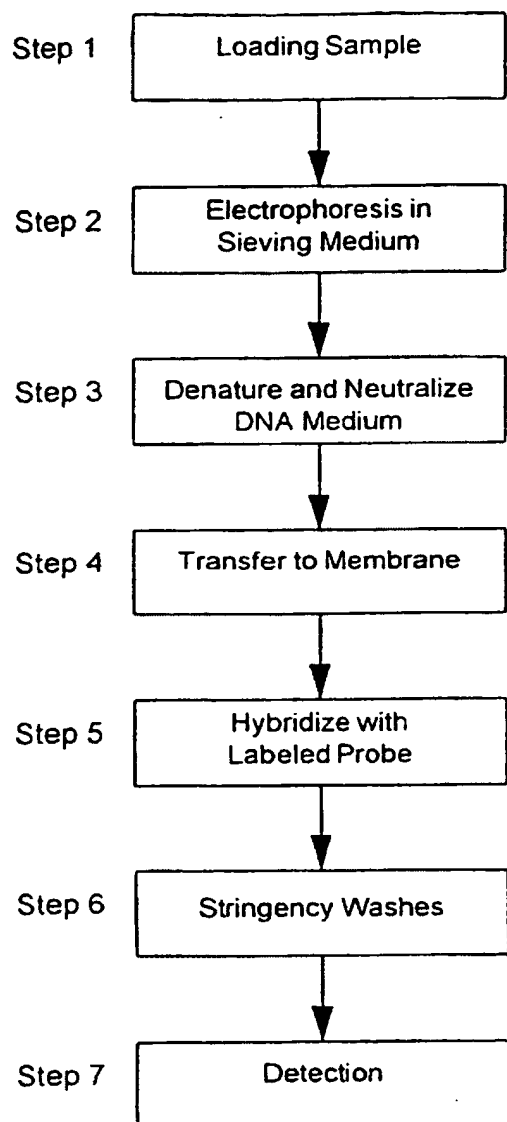 Step 1
Loading Sample
Step 2
Electrophoresis in
Sieving Medium
Step 3
Denature and Neutralize
DNA Medium
Step 4
Transfer to Membrane
Step 5
Hybridize with
Labeled Probe
Step 6
Stringency Washes
Step 7
Detection